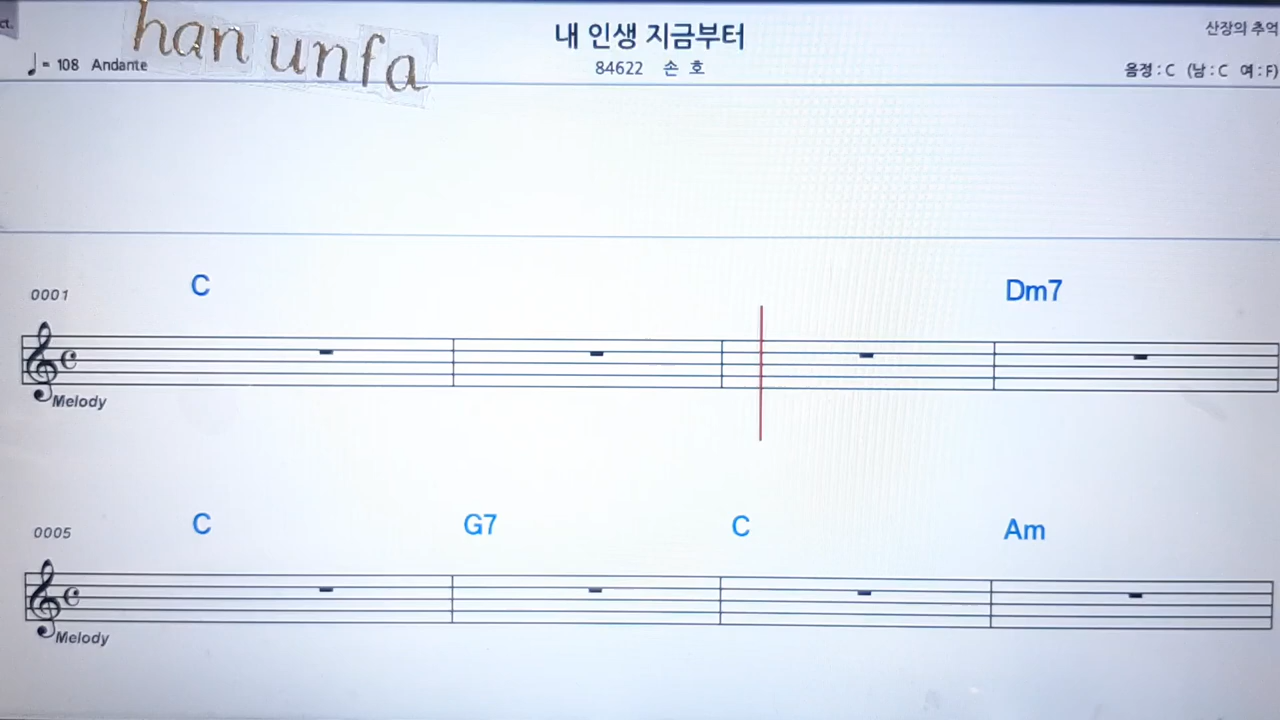 ct.
han unfa
내 인생 지금부터
산장의 추억
♩ = 108 Andante
84622 손 호
음정 : C (남 : C 여 : F)
0001
C Dm7
Melody
0005
C G7 C Am
Melody